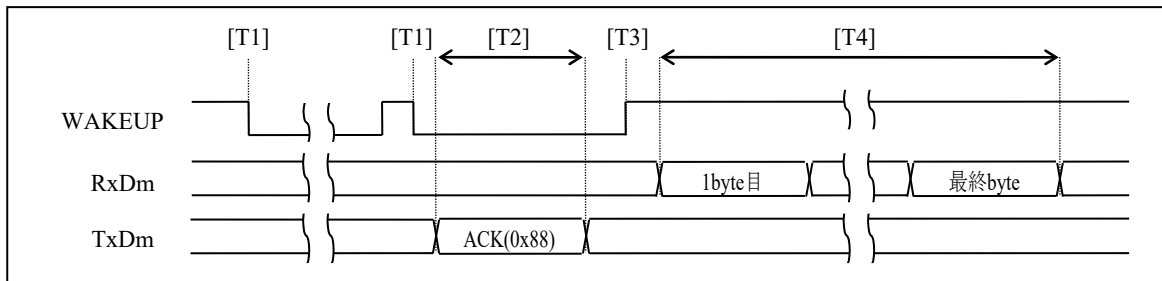 [T1] [T1] [T2] [T3] [T4]
WAKEUP
RxDm 1byte目 最終byte
TxDm ACK(0x88)